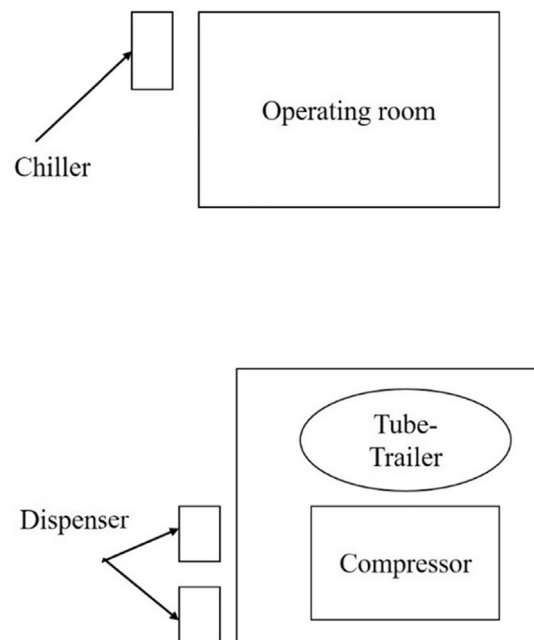 Operating room
Chiller
Tube-
Trailer
Dispenser
Compressor